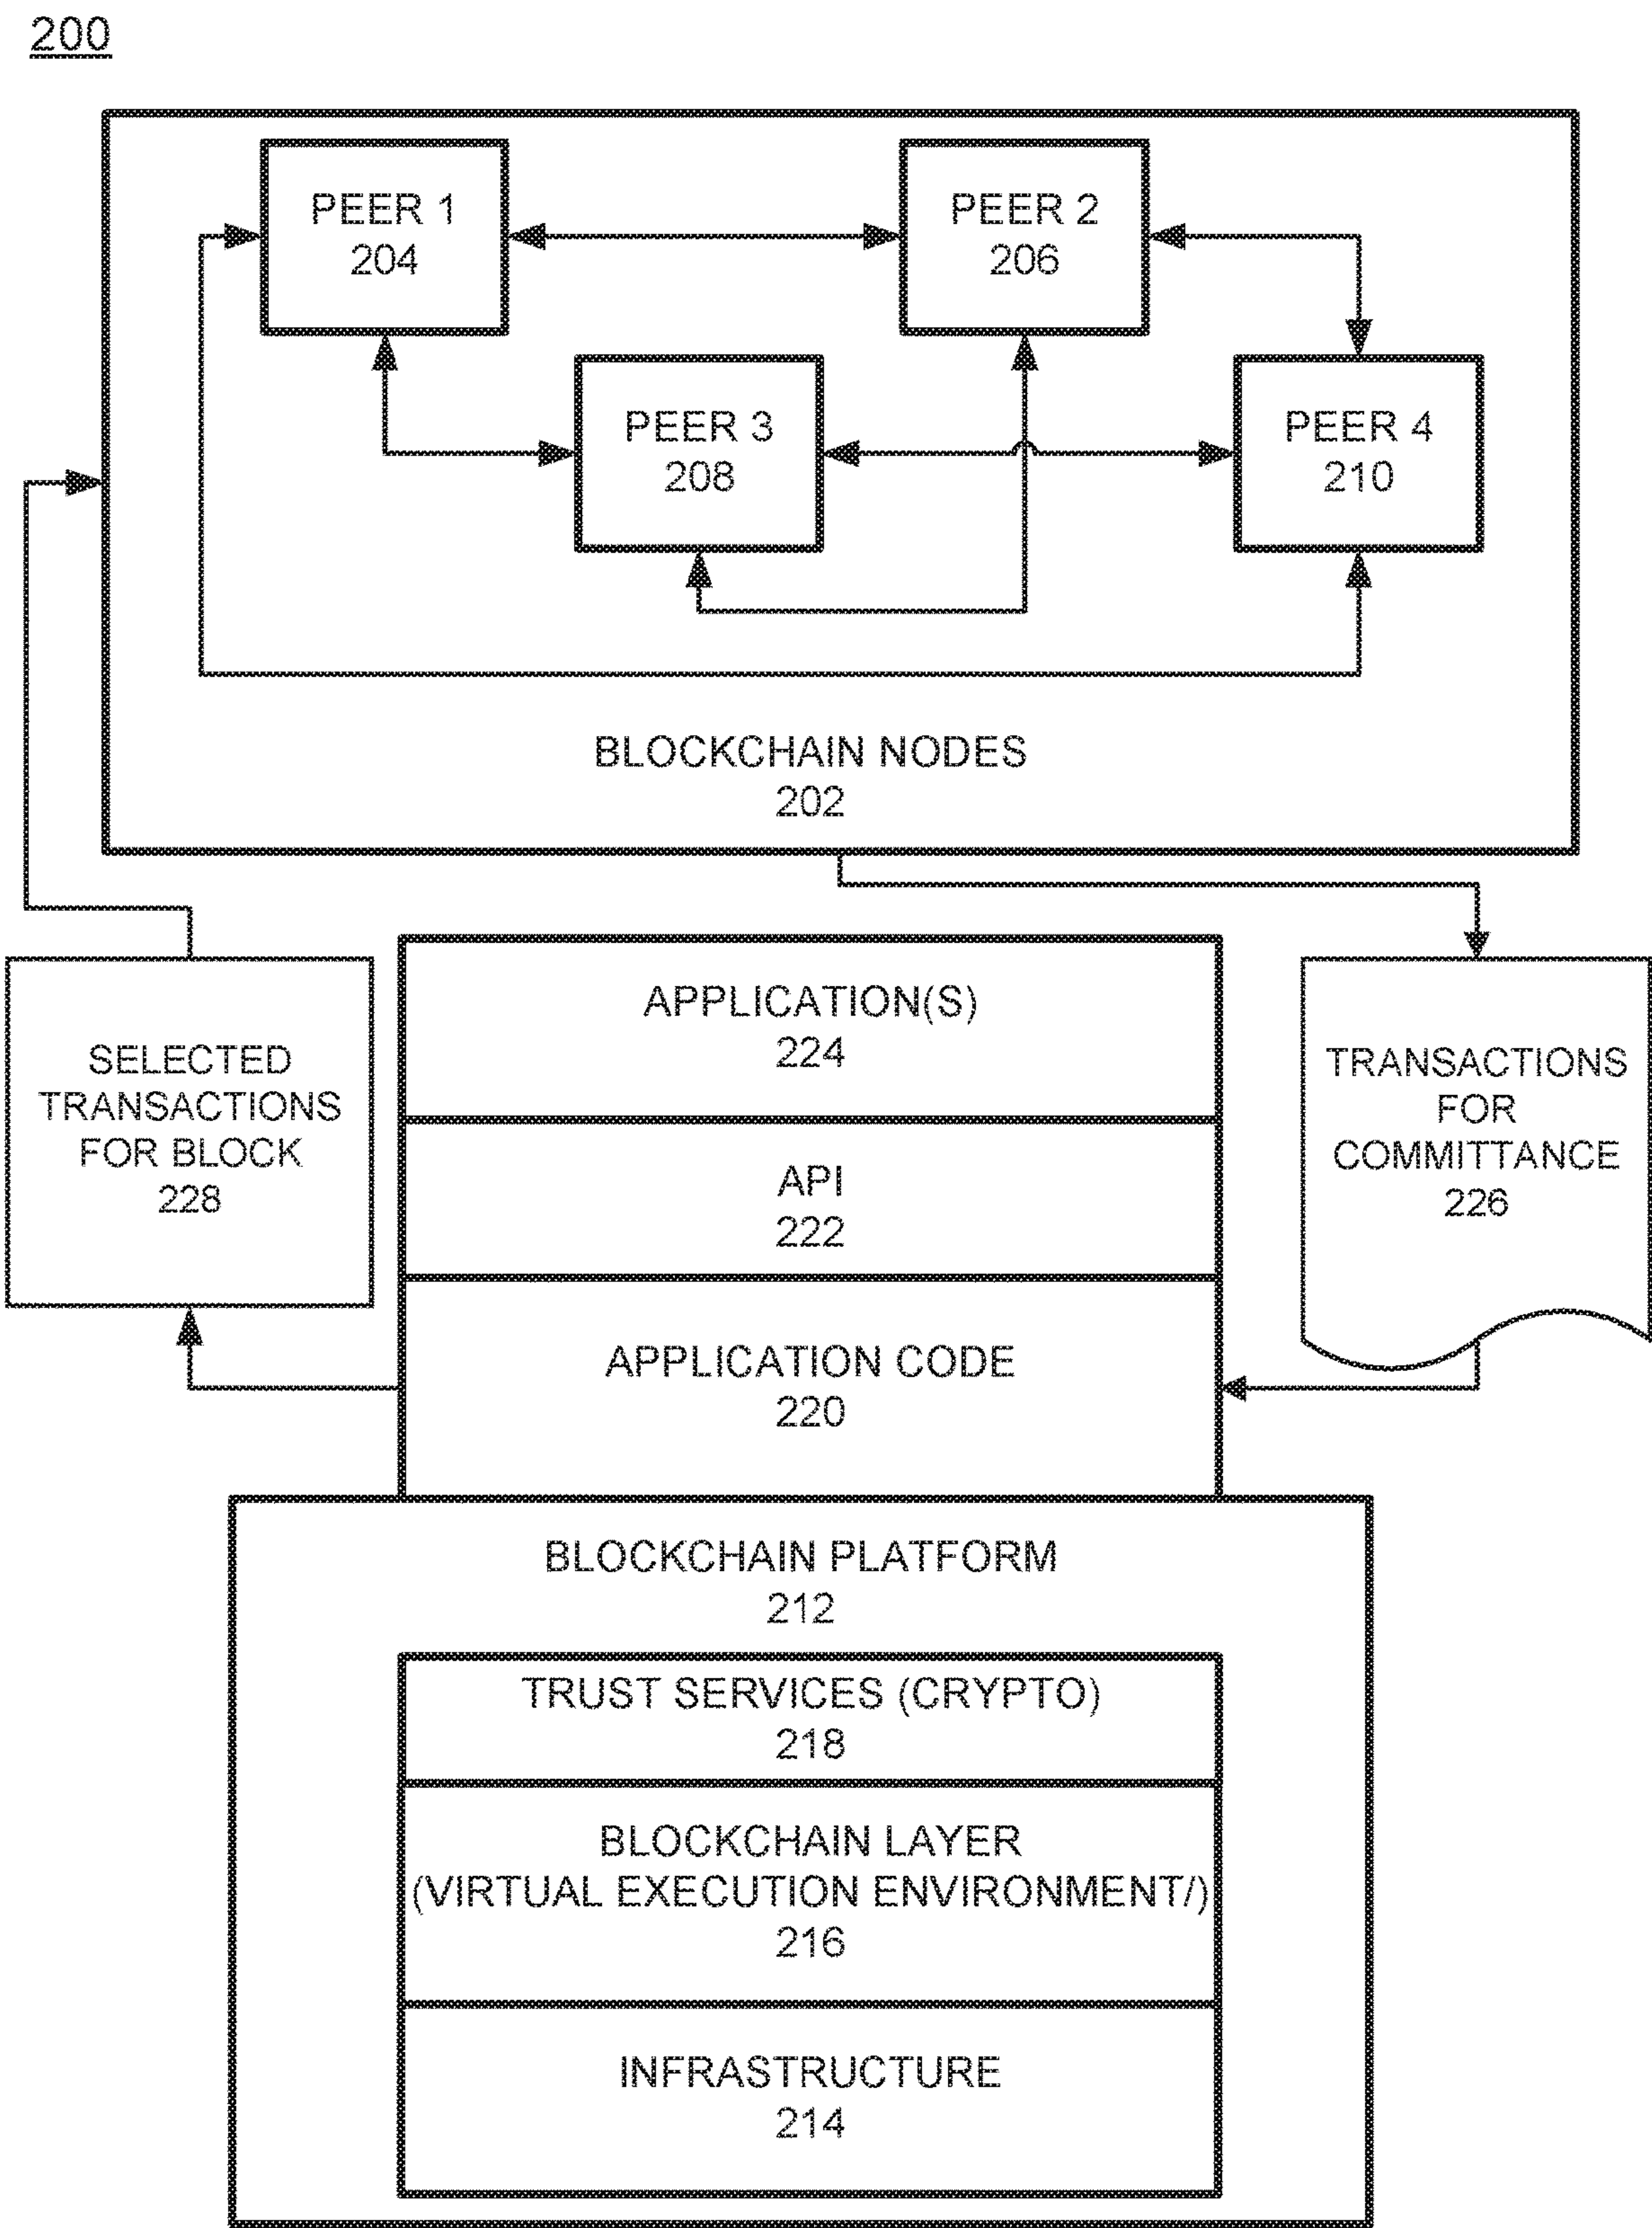 200
PEER 1
204
PEER 2
206
PEER 3
208
PEER 4
210
BLOCKCHAIN NODES
202
SELECTED
TRANSACTIONS
FOR BLOCK
228
APPLICATION(S)
224
API
222
APPLICATION CODE
220
TRANSACTIONS
FOR
COMMITTANCE
226
BLOCKCHAIN PLATFORM
212
TRUST SERVICES (CRYPTO)
218
BLOCKCHAIN LAYER
(VIRTUAL EXECUTION ENVIRONMENT/)
216
INFRASTRUCTURE
214